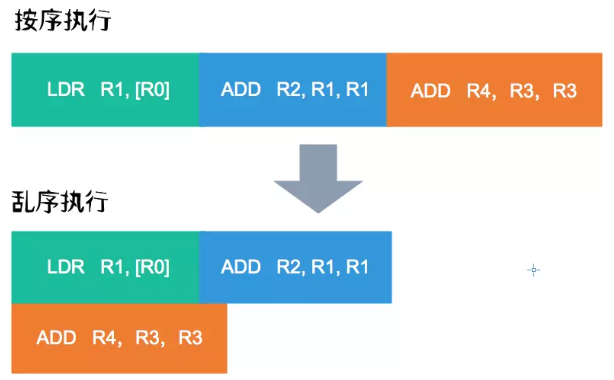 按序执行
LDR R1, [R0] ADD R2, R1, R1 ADD R4，R3，R3
乱序执行
LDR R1, [R0] ADD R2, R1, R1
ADD R4，R3，R3